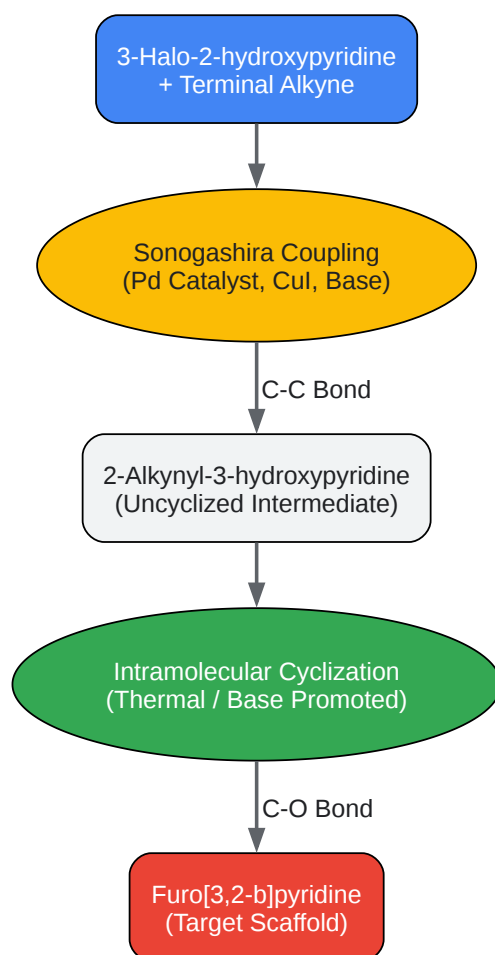 3-Halo-2-hydroxypyridine
+ Terminal Alkyne
Sonogashira Coupling
(Pd Catalyst, CuI, Base)
C-C Bond
2-Alkynyl-3-hydroxypyridine
(Uncyclized Intermediate)
Intramolecular Cyclization
(Thermal / Base Promoted)
C-O Bond
Furo[3,2-b]pyridine
(Target Scaffold)